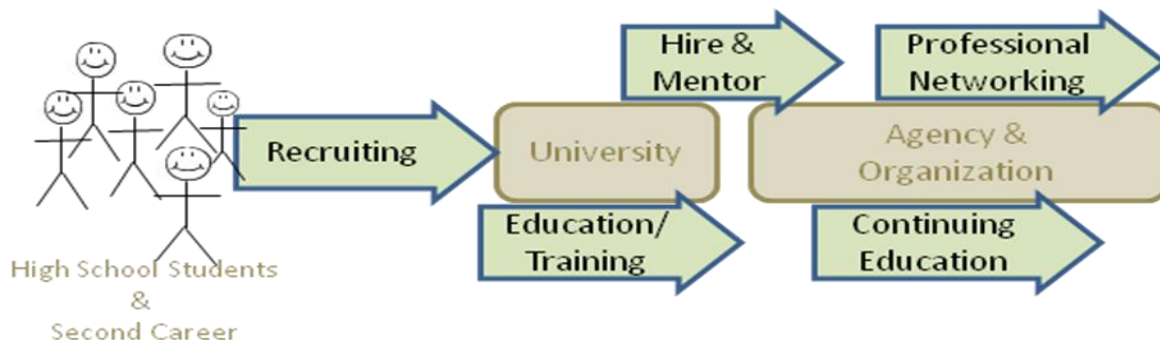 Hire &
Mentor
Professional
Networking
Recruiting
University
Agency &
Organization
Education/
Training
Continuing
Education
High School Students
&
Second Career